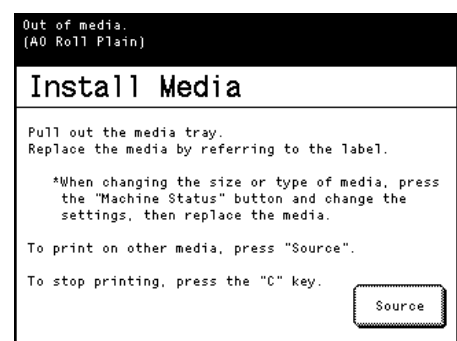 Out of media.
(A0 Roll Plain)
Install Media
Pull out the media tray.
Replace the media by referring to the label.
*When changing the size or type of media, press
the "Machine Status" button and change the
settings, then replace the media.
To print on other media, press "Source".
To stop printing, press the "C" key.
Source